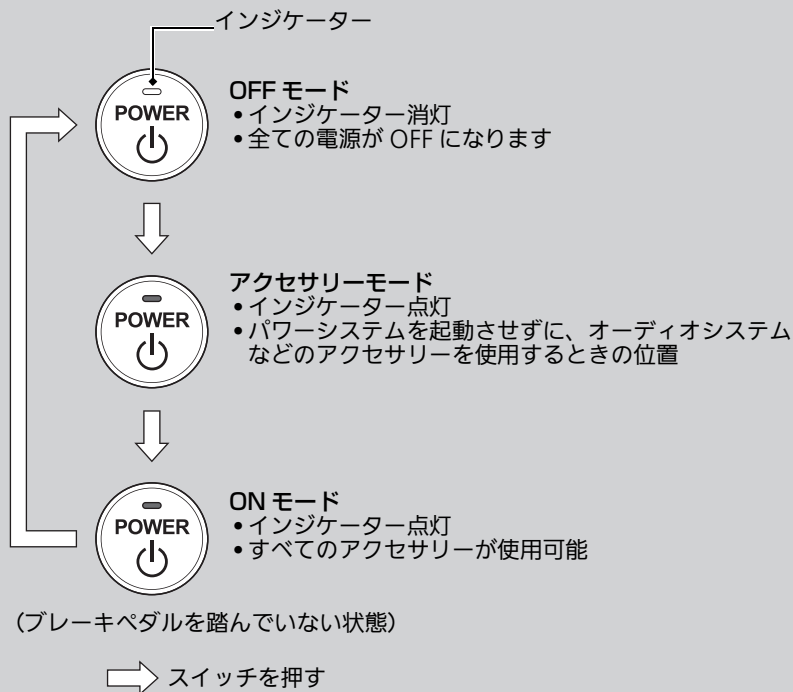 インジケーター
POWER
OFF モード
•インジケーター消灯
•全ての電源が OFF になります
POWER
アクセサリーモード
•インジケーター点灯
•パワーシステムを起動させずに、オーディオシステム
などのアクセサリーを使用するときの位置
POWER
ON モード
•インジケーター点灯
•すべてのアクセサリーが使用可能
(ブレーキペダルを踏んでいない状態)
スイッチを押す